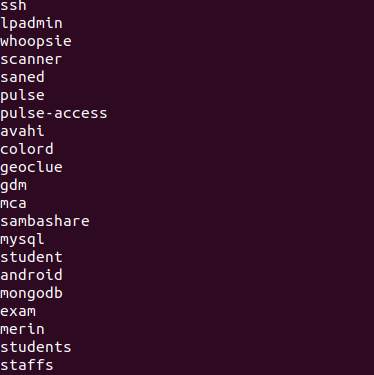 ssh
lpadmin
whoopsie
scanner
saned
pulse
pulse-access
avahi
colord
geoclue
gdm
mca
sambashare
mysql
student
android
mongodb
exam
merin
students
staffs